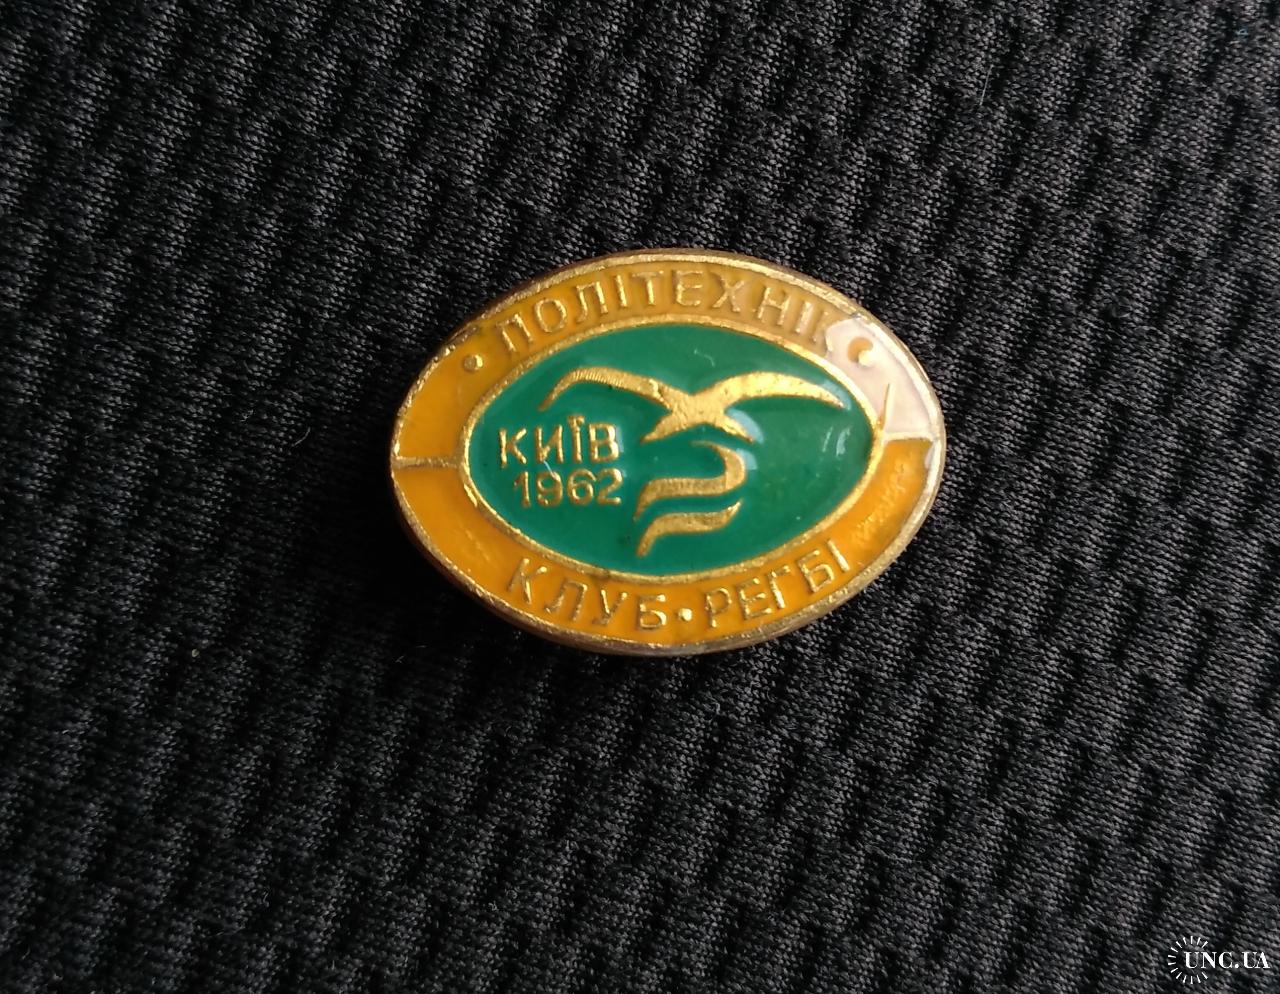 • ПОЛІТЕХНІК •
КИЇВ
1962
КЛУБ • РЕГБІ
UNC.UA